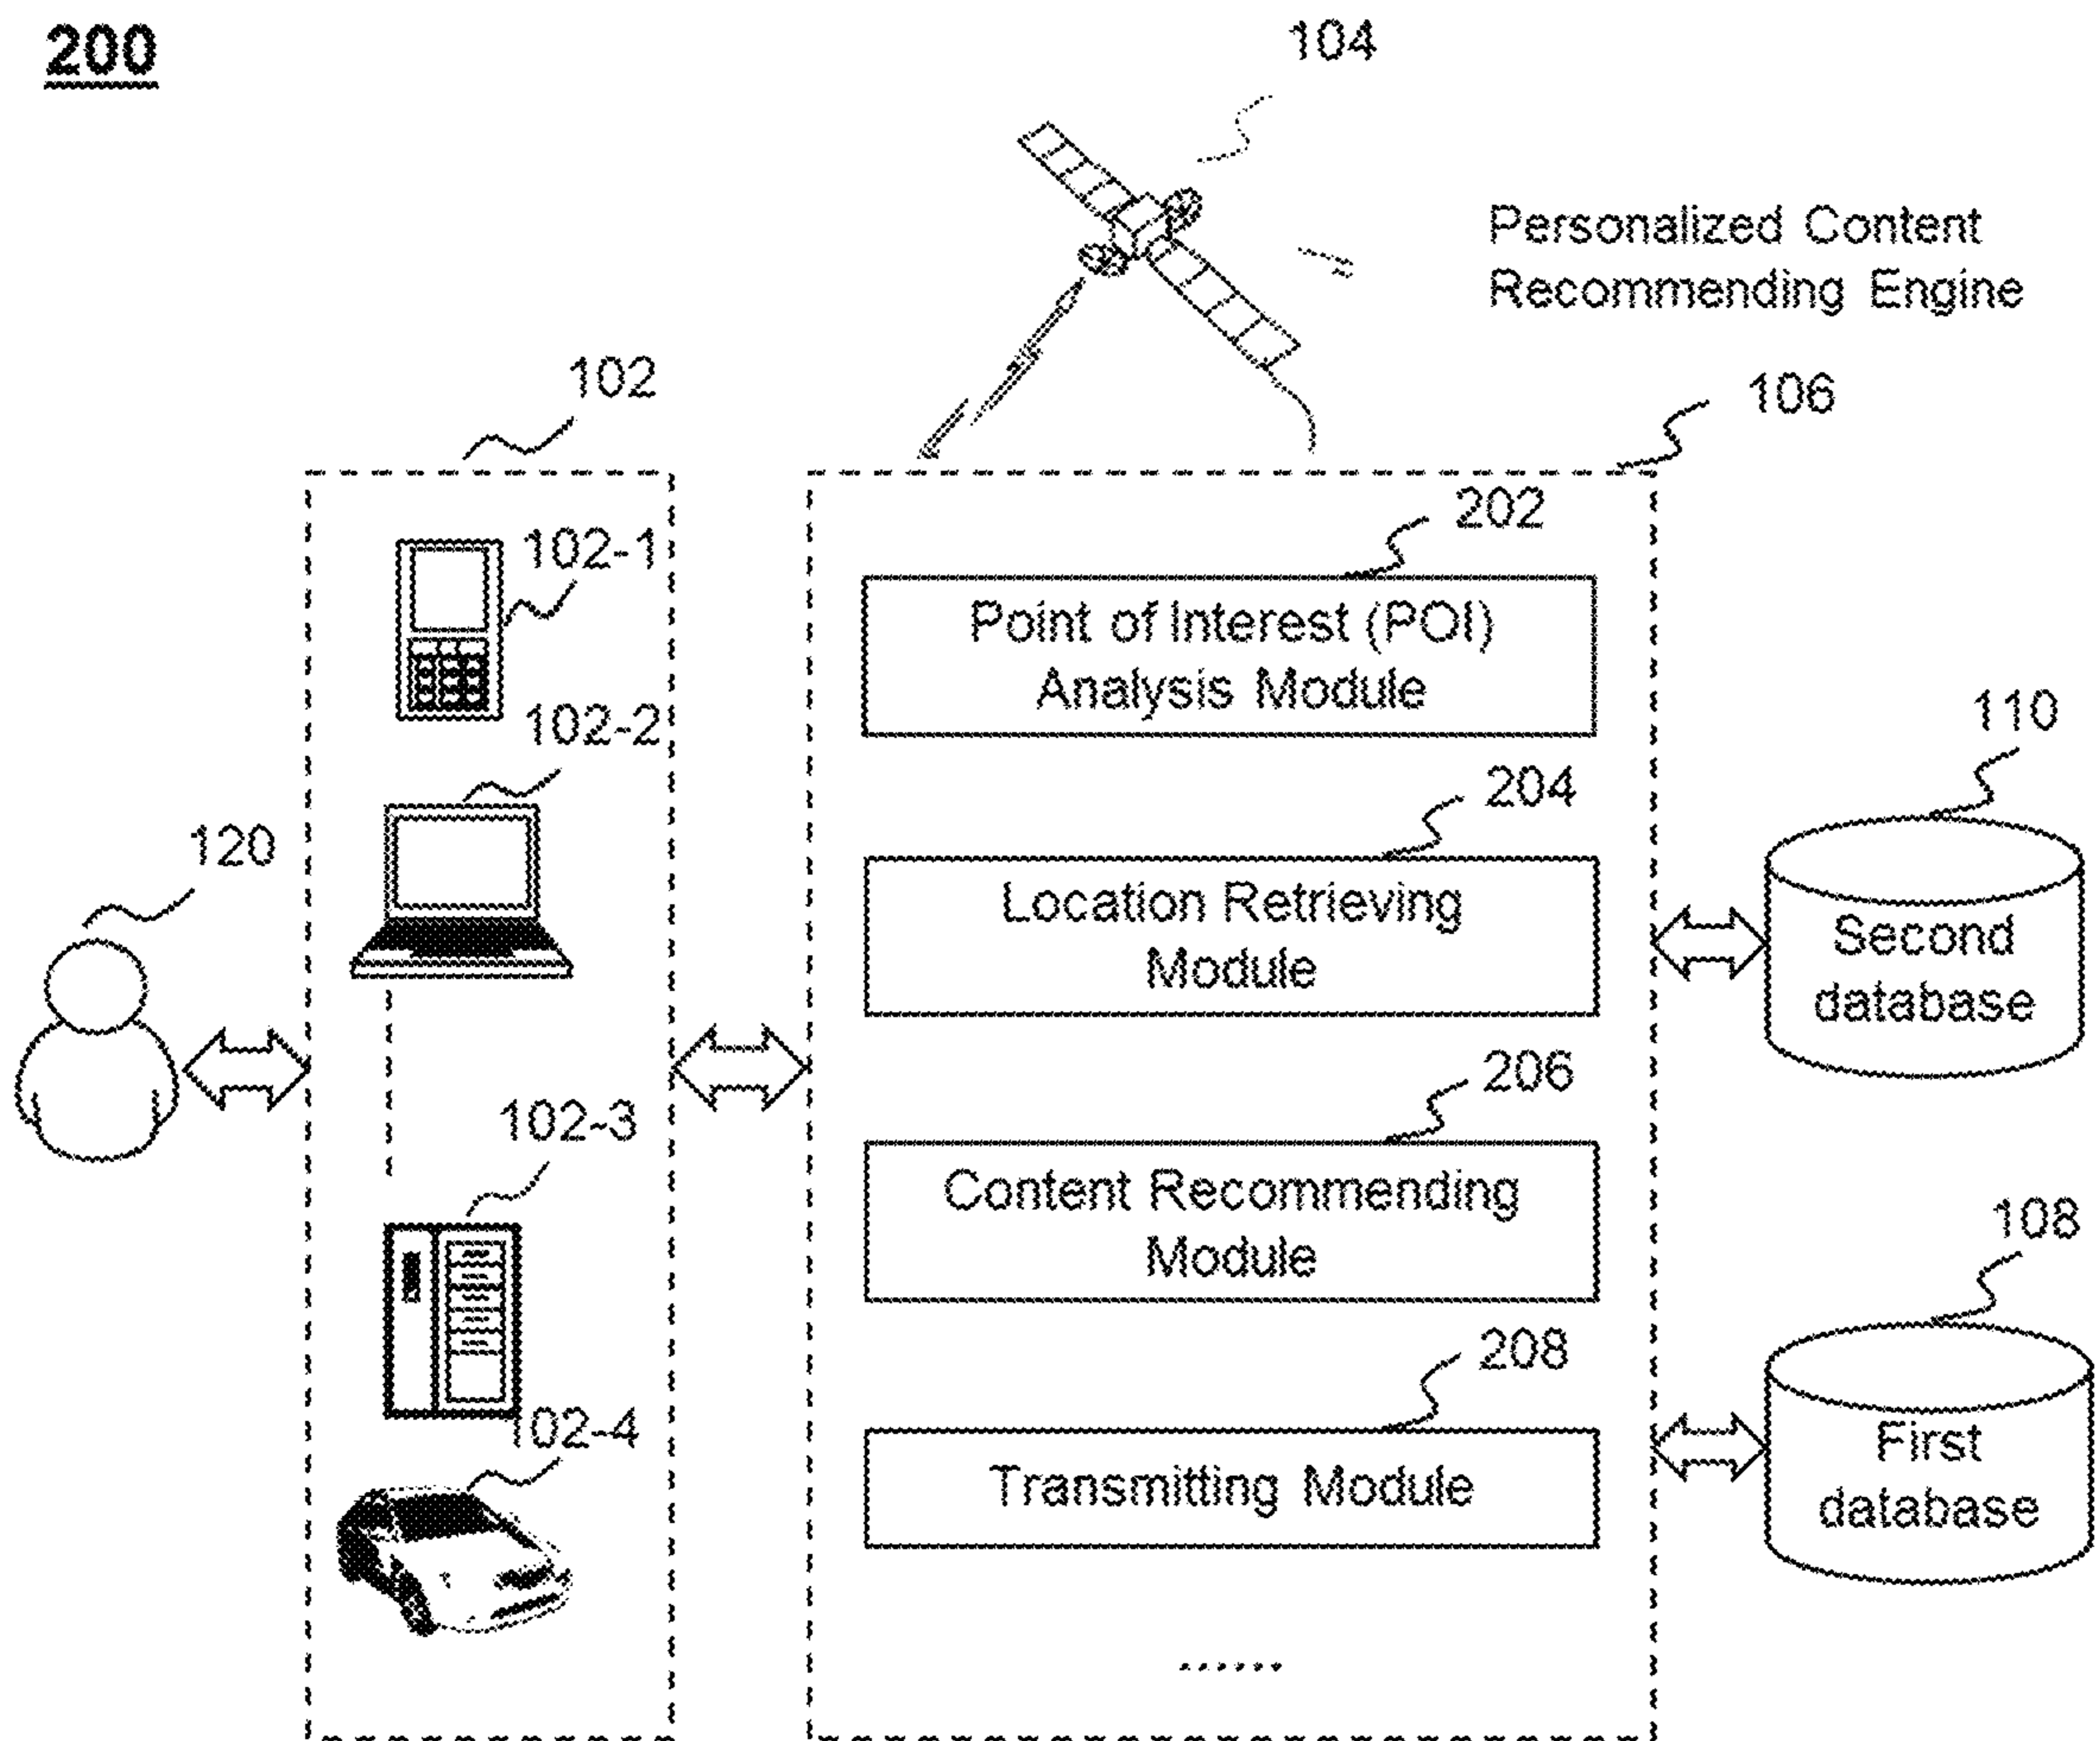 200
104
Personalized Content
Recommending Engine
102
106
202
102-1
Point of Interest (POI)
Analysis Module
102-2
110
204
120
Location Retrieving
Module
Second
database
206
102-3
Content Recommending
Module
108
208
102-4
First
database
Transmitting Module
......